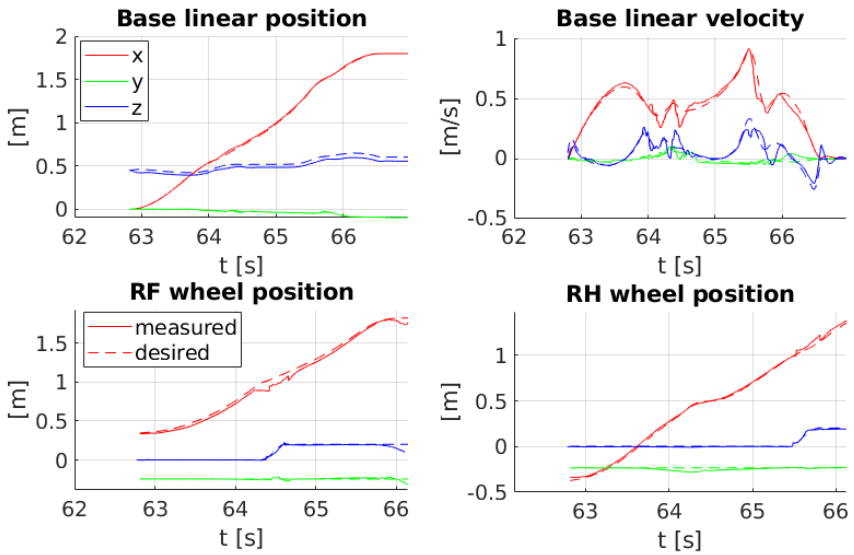 Base linear position
2
1.5
1
0.5
0
[m]
x
y
z
62 63 64 65 66
t [s]
Base linear velocity
1
0.5
0
-0.5
[m/s]
62 63 64 65 66
t [s]
RF wheel position
1.5
1
0.5
0
[m]
measured
desired
62 63 64 65 66
t [s]
RH wheel position
1
0.5
0
-0.5
[m]
63 64 65 66
t [s]